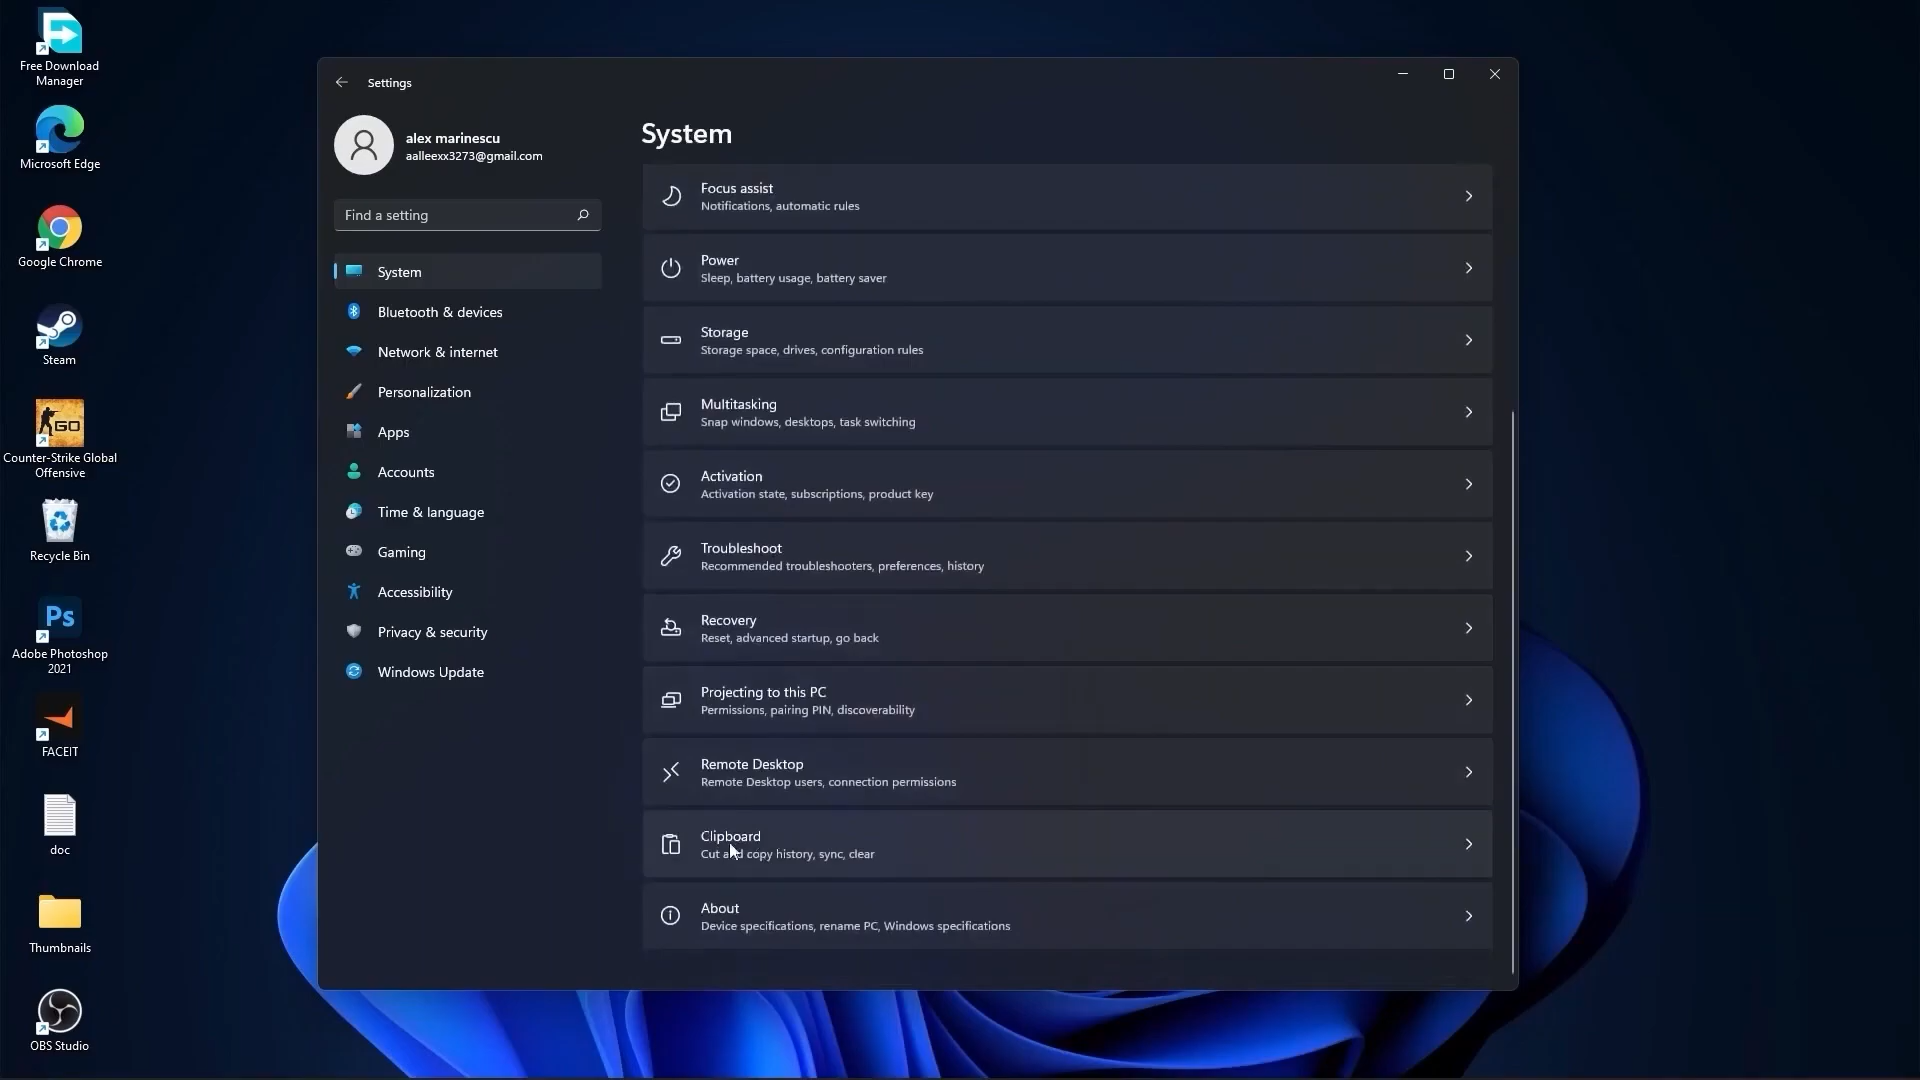 Free Download
Manager
Microsoft Edge
Google Chrome
Steam
GO
Counter-Strike Global
Offensive
Recycle Bin
Ps
Adobe Photoshop
2021
FACEIT
doc
Thumbnails
OBS Studio
Settings
alex marinescu
aalleexx3273@gmail.com
Find a setting
System
Bluetooth & devices
Network & internet
Personalization
Apps
Accounts
Time & language
Gaming
Accessibility
Privacy & security
Windows Update
System
Focus assist
Notifications, automatic rules
Power
Sleep, battery usage, battery saver
Storage
Storage space, drives, configuration rules
Multitasking
Snap windows, desktops, task switching
Activation
Activation state, subscriptions, product key
Troubleshoot
Recommended troubleshooters, preferences, history
Recovery
Reset, advanced startup, go back
Projecting to this PC
Permissions, pairing PIN, discoverability
Remote Desktop
Remote Desktop users, connection permissions
Clipboard
Cut and copy history, sync, clear
About
Device specifications, rename PC, Windows specifications